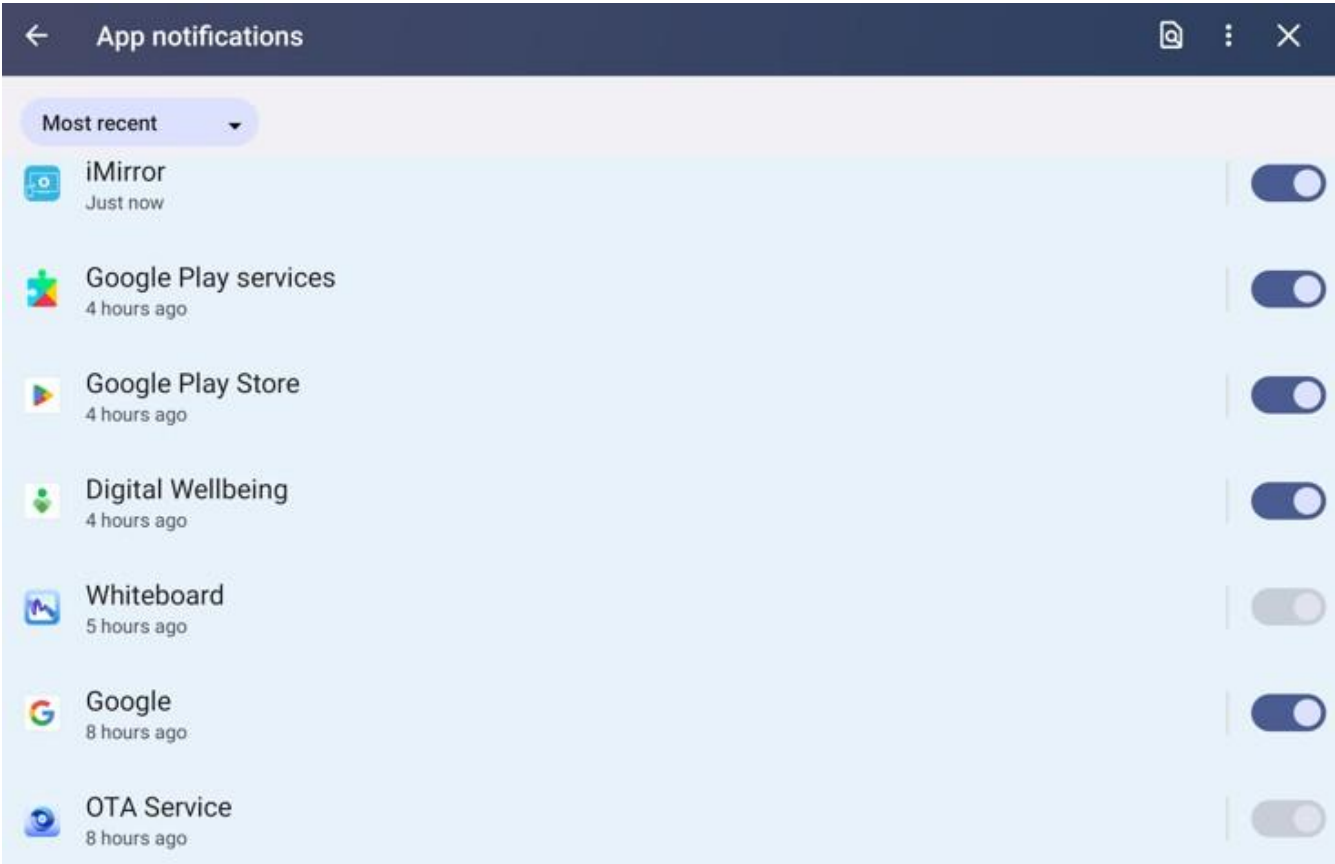 App notifications
Most recent
iMirror
Just now
Google Play services
4 hours ago
Google Play Store
4 hours ago
Digital Wellbeing
4 hours ago
Whiteboard
5 hours ago
Google
8 hours ago
OTA Service
8 hours ago